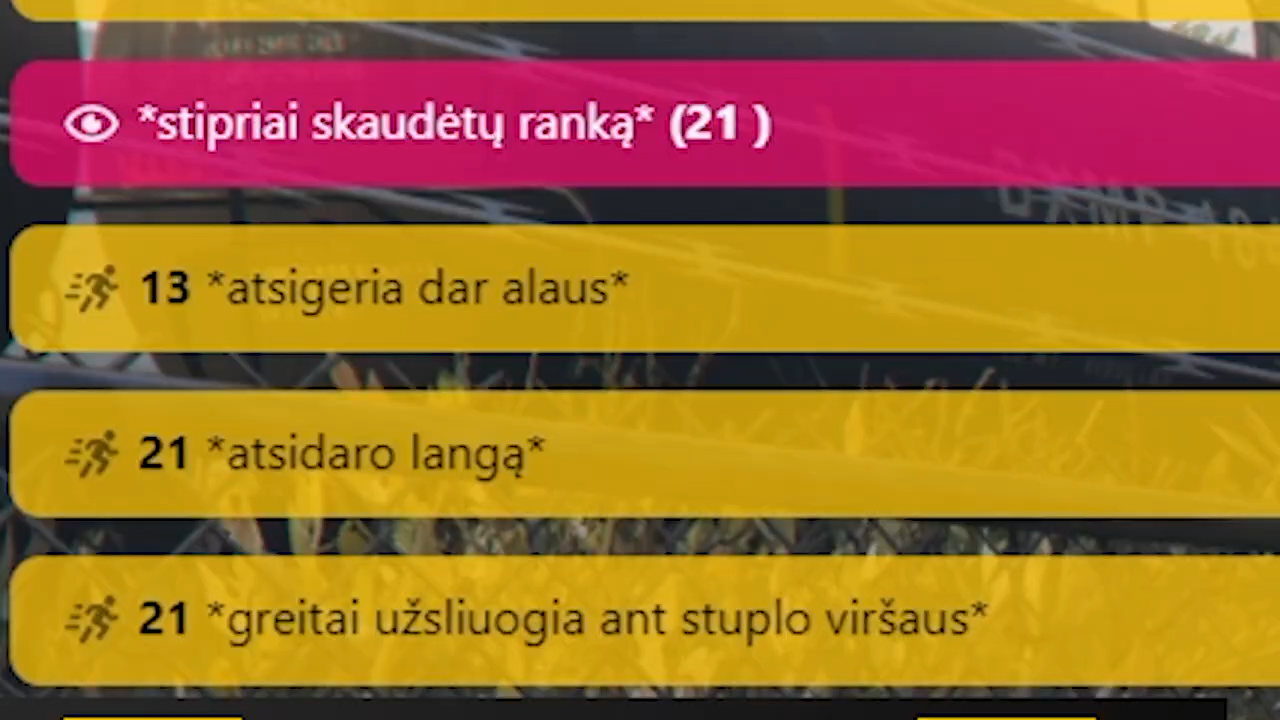 *stipriai skaudėtų ranką* (21 )
13 *atsigeria dar alaus*
21 *atsidaro langą*
21 *greitai užsliuogia ant stuplo viršaus*